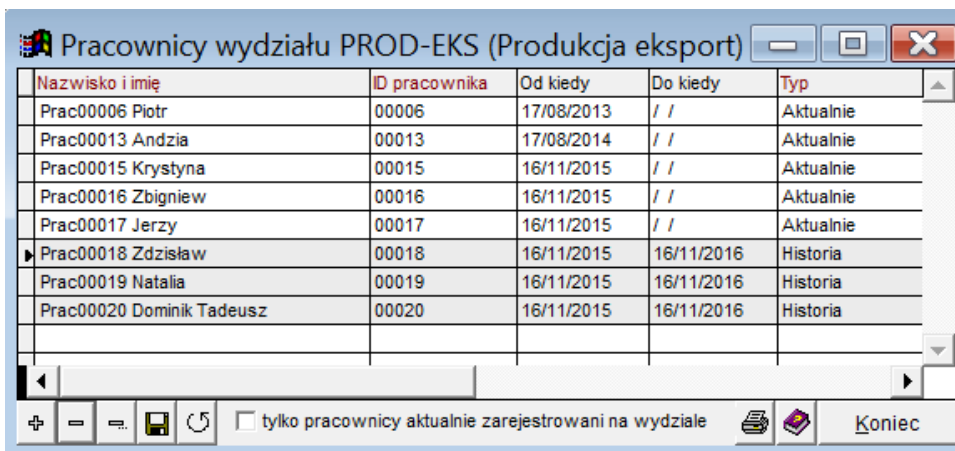 Pracownicy wydziału PROD-EKS (Produkcja eksport)
Nazwisko i imię ID pracownika Od kiedy Do kiedy Typ
Prac00006 Piotr 00006 17/08/2013 / / Aktualnie
Prac00013 Andzia 00013 17/08/2014 / / Aktualnie
Prac00015 Krystyna 00015 16/11/2015 / / Aktualnie
Prac00016 Zbigniew 00016 16/11/2015 / / Aktualnie
Prac00017 Jerzy 00017 16/11/2015 / / Aktualnie
Prac00018 Zdzisław 00018 16/11/2015 16/11/2016 Historia
Prac00019 Natalia 00019 16/11/2015 16/11/2016 Historia
Prac00020 Dominik Tadeusz 00020 16/11/2015 16/11/2016 Historia
tylko pracownicy aktualnie zarejestrowani na wydziale Koniec